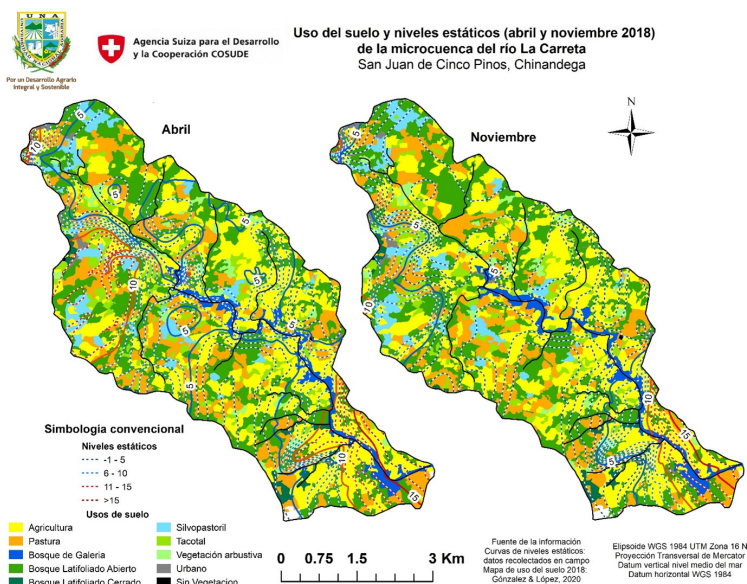 U N A
Por un Desarrollo Agrario
Integral y Sostenible
Agencia Suiza para el Desarrollo
y la Cooperación COSUDE
Uso del suelo y niveles estáticos (abril y noviembre 2018)
de la microcuenca del río La Carreta
San Juan de Cinco Pinos, Chinandega
N
Abril
Noviembre
5
10
5
5
10
5
5
5
5
10
15
5
10
5
5
10
15
Simbologia convencional
Niveles estáticos
-1 - 5
6 - 10
11 - 15
>15
Usos de suelo
Agricultura
Pastura
Bosque de Galeria
Bosque Latifoliado Abierto
Bosque Latifoliado Cerrado
Silvopastoril
Tacotal
Vegetación arbustiva
Urbano
Sin Vegetacion
0 0.75 1.5 3 Km
Fuente de la información
Curvas de niveles estáticos:
datos recolectados en campo
Mapa de uso del suelo 2018:
Gónzalez & López, 2020
Elipsoide WGS 1984 UTM Zona 16 N
Proyección Transversal de Mercator
Datum vertical nivel medio del mar
Datum horizontal WGS 1984